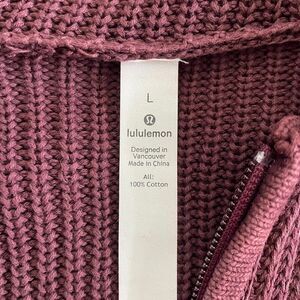 L
lululemon
Designed in
Vancouver
Made in China
All:
100% Cotton